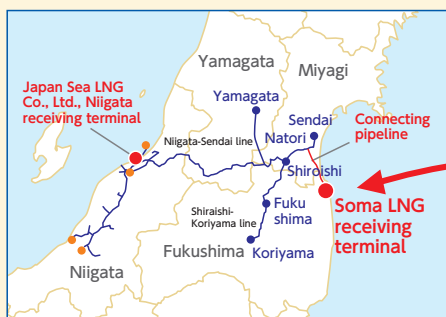 Yamagata
Miyagi
Japan Sea LNG
Co., Ltd., Niigata
receiving terminal
Yamagata
Sendai
Connecting
pipeline
Natori
Niigata-Sendai line
Shiroishi
Shiraishi-
Koriyama line
Fuku
shima
Soma LNG
receiving
terminal
Fukushima
Koriyama
Niigata